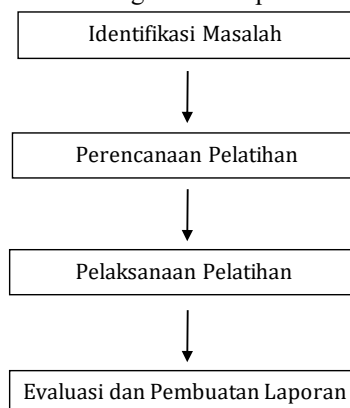 Identifikasi Masalah
Perencanaan Pelatihan
Pelaksanaan Pelatihan
Evaluasi dan Pembuatan Laporan